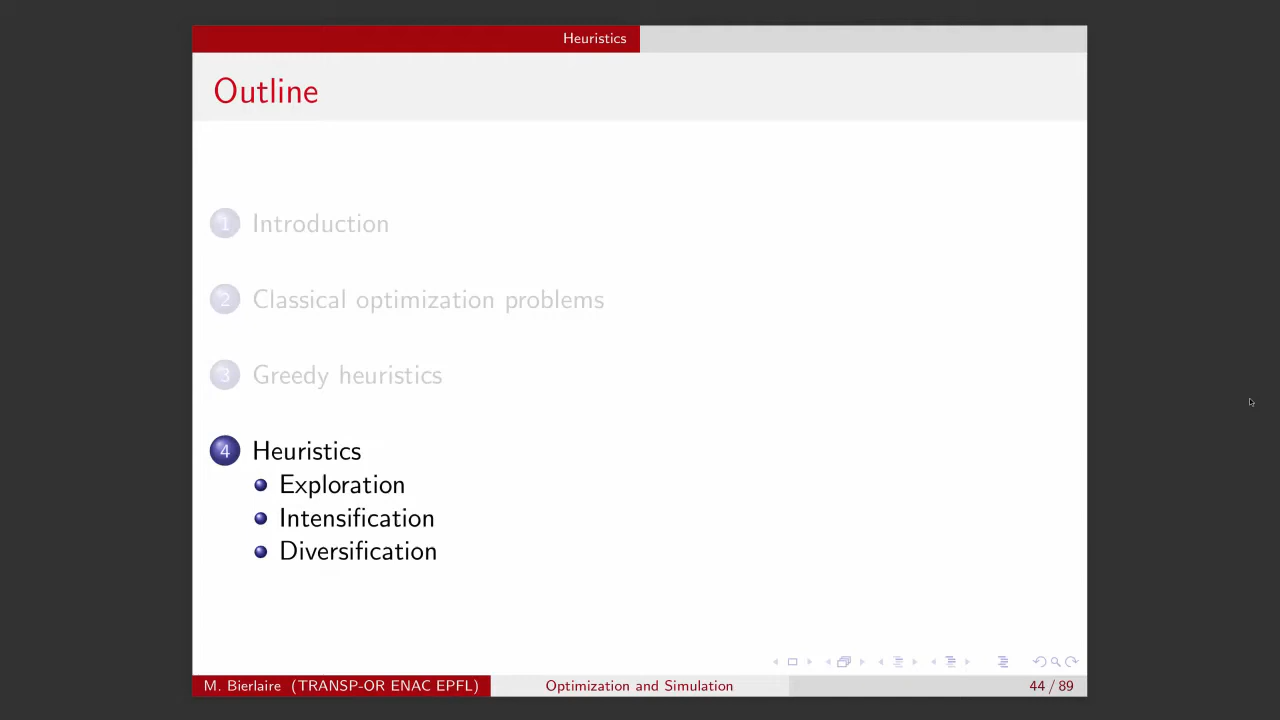 Heuristics
Outline
1 Introduction
2 Classical optimization problems
3 Greedy heuristics
4 Heuristics
Exploration
Intensification
Diversification
M. Bierlaire (TRANSP-OR ENAC EPFL) Optimization and Simulation 44 / 89